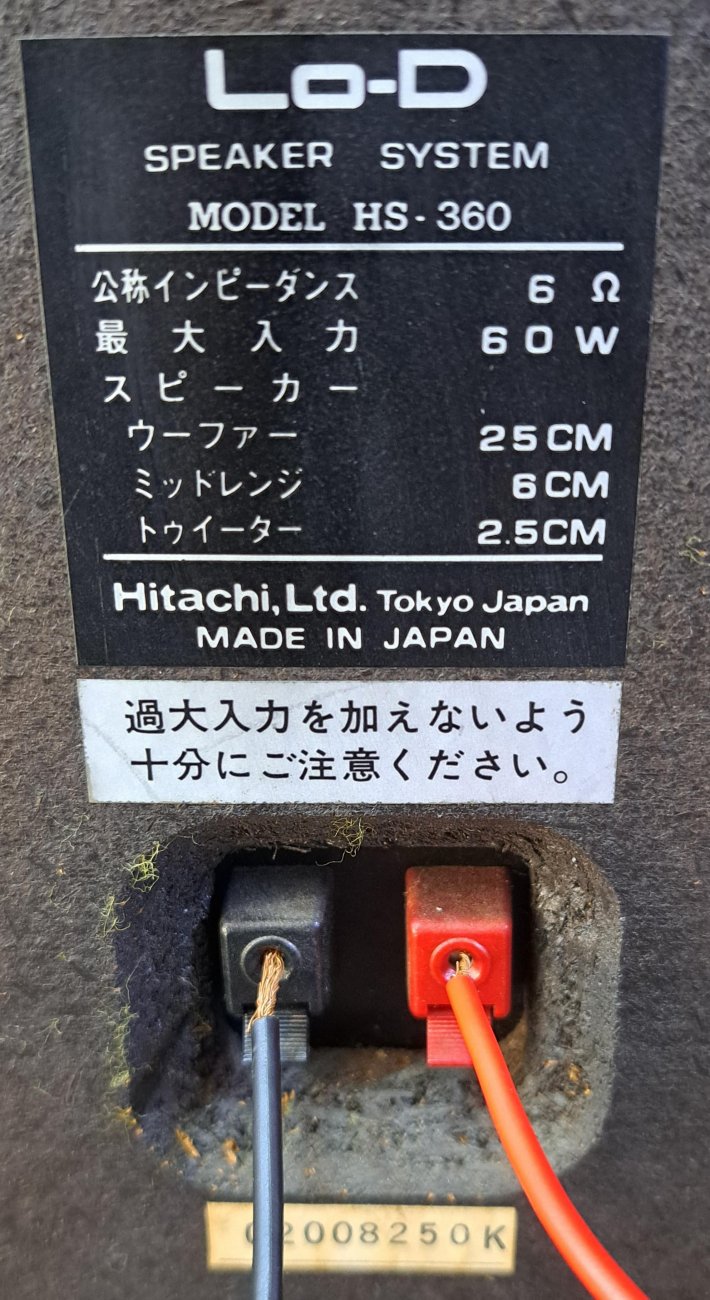 Lo-D
SPEAKER SYSTEM
MODEL HS-360
公称インピーダンス 6 Ω
最大入力 60 W
スピーカー
ウーファー 25CM
ミッドレンジ 6CM
トゥイーター 2.5CM
Hitachi, Ltd. Tokyo Japan
MADE IN JAPAN
過大入力を加えないよう
十分にご注意ください。